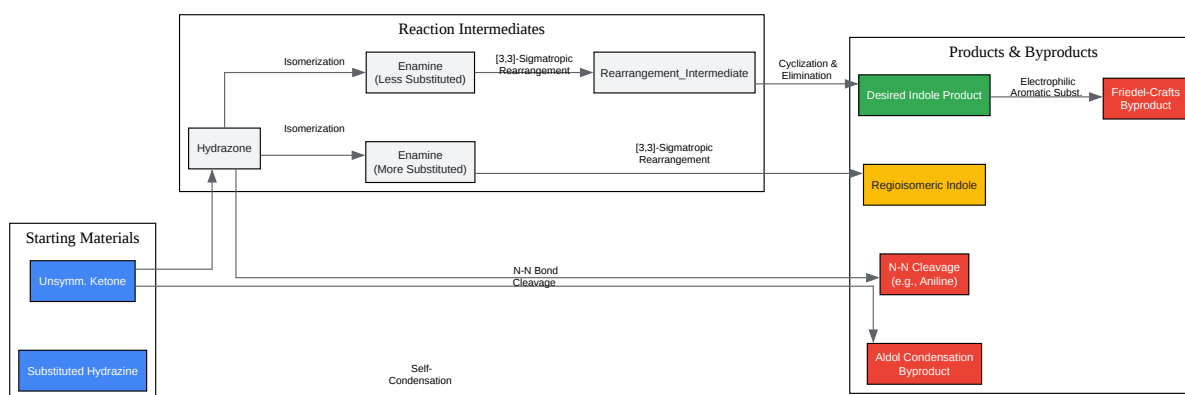 Reaction Intermediates
Isomerization
Enamine
(Less Substituted)
[3,3]-Sigmatropic
Rearrangement
Rearrangement_Intermediate
Cyclization &
Elimination
Products & Byproducts
Desired Indole Product
Electrophilic
Aromatic Subst.
Friedel-Crafts
Byproduct
Hydrazone
Isomerization
Enamine
(More Substituted)
[3,3]-Sigmatropic
Rearrangement
Regioisomeric Indole
Starting Materials
Unsymm. Ketone
N-N Bond
Cleavage
N-N Cleavage
(e.g., Aniline)
Substituted Hydrazine
Self-
Condensation
Aldol Condensation
Byproduct